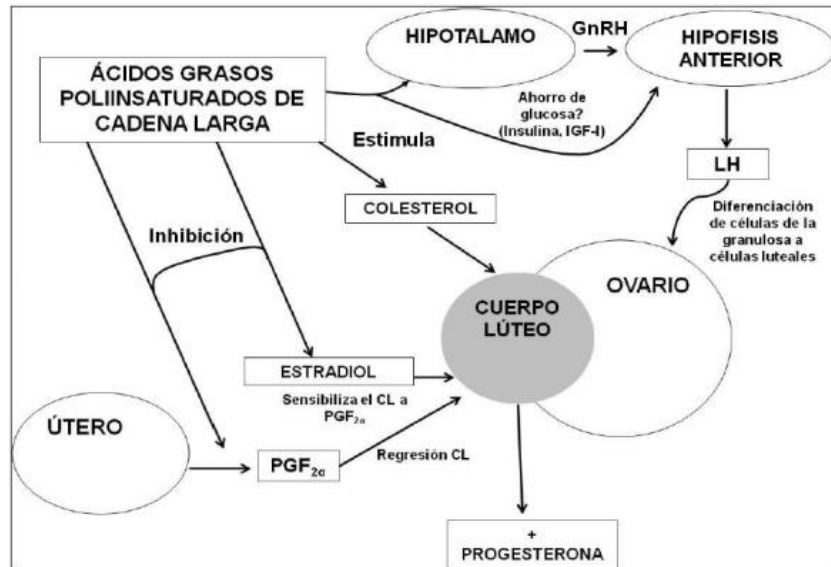 HIPOTALAMO
GnRH
HIPOFISIS
ANTERIOR
ÁCIDOS GRASOS
POLIINSATURADOS DE
CADENA LARGA
Ahorro de
glucosa?
(Insulina, IGF-I)
Estimula
LH
COLESTEROL
Diferenciación
de células de la
granulosa a
células luteales
Inhibición
OVARIO
CUERPO
LÚTEO
ESTRADIOL
Sensibiliza el CL a
PGF2α
ÚTERO
PGF2α
Regresión CL
+
PROGESTERONA